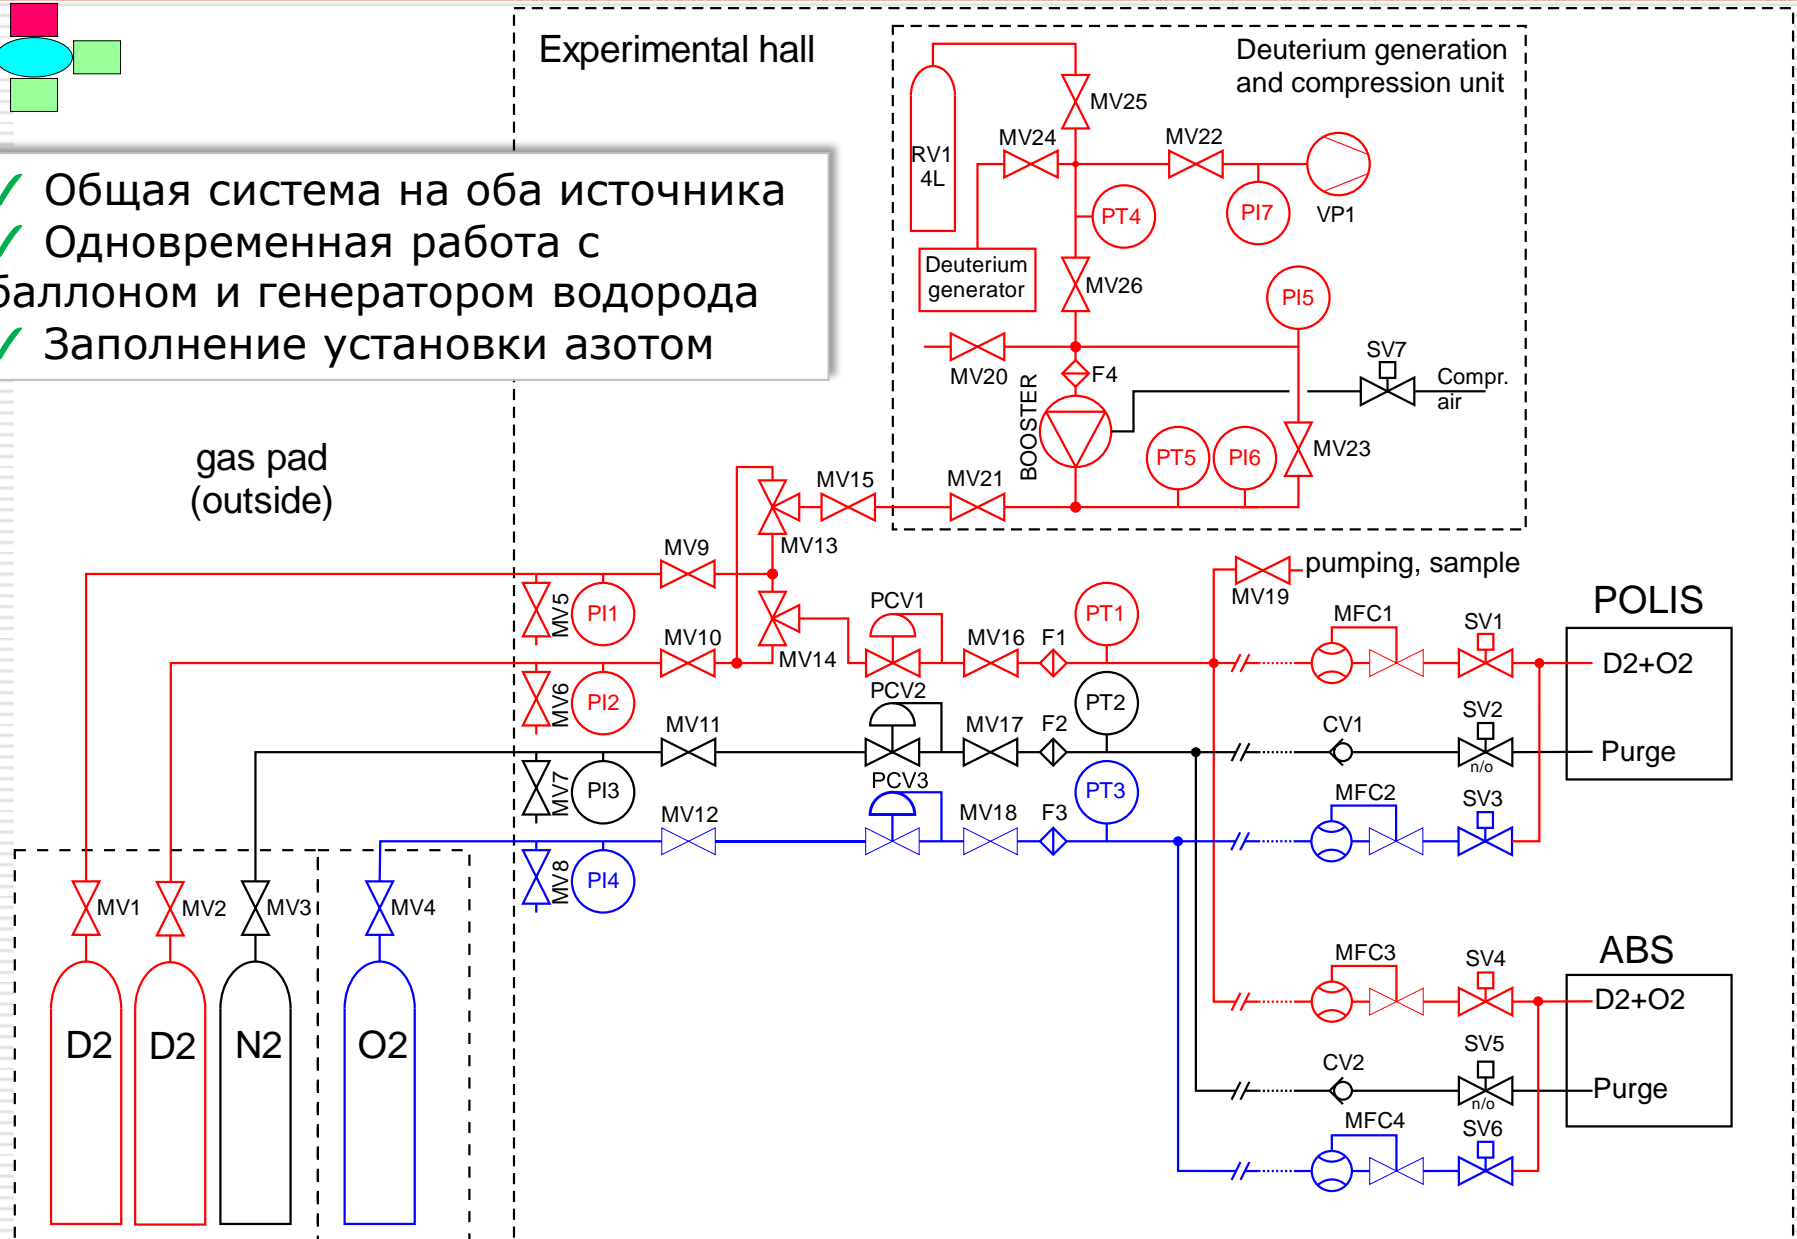 Experimental hall
Deuterium generation
and compression unit
MV25
MV24
MV22
RV1
4L
PT4
PI7
VP1
✓ Общая система на оба источника
✓ Одновременная работа с
баллоном и генератором водорода
✓ Заполнение установки азотом
Deuterium
generator
MV26
PI5
MV20
F4
SV7
Compr.
air
BOOSTER
PT5
PI6
MV23
gas pad
(outside)
MV15
MV21
MV13
MV9
pumping, sample
MV19
MV5
PI1
PCV1
PT1
POLIS
MFC1
SV1
MV10
MV14
MV16
F1
D2+O2
MV6
PI2
PCV2
PT2
MV11
MV17
F2
CV1
SV2
n/o
Purge
MV7
PI3
PCV3
PT3
MV12
MV18
F3
MFC2
SV3
MV8
PI4
MV1
MV2
MV3
MV4
ABS
MFC3
SV4
D2+O2
D2
D2
N2
O2
CV2
SV5
n/o
Purge
MFC4
SV6